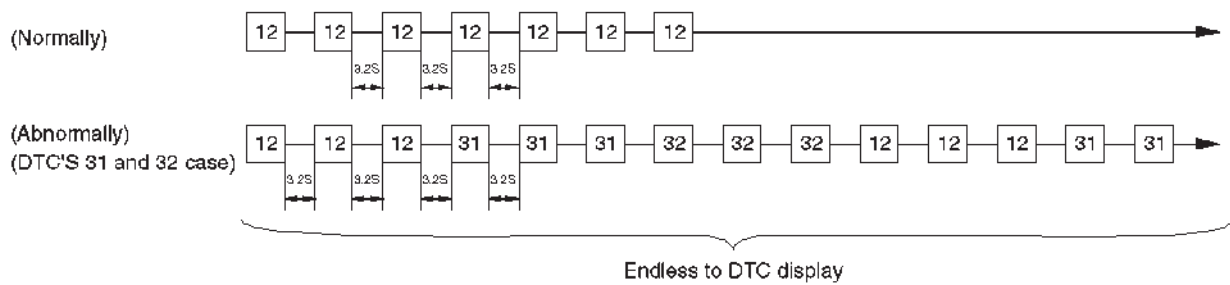 (Normally) 12 12 12 12 12 12 12
3.2S 3.2S 3.2S
(Abnormally)
(DTC'S 31 and 32 case) 12 12 12 31 31 31 32 32 32 12 12 12 31 31
3.2S 3.2S 3.2S 3.2S
Endless to DTC display